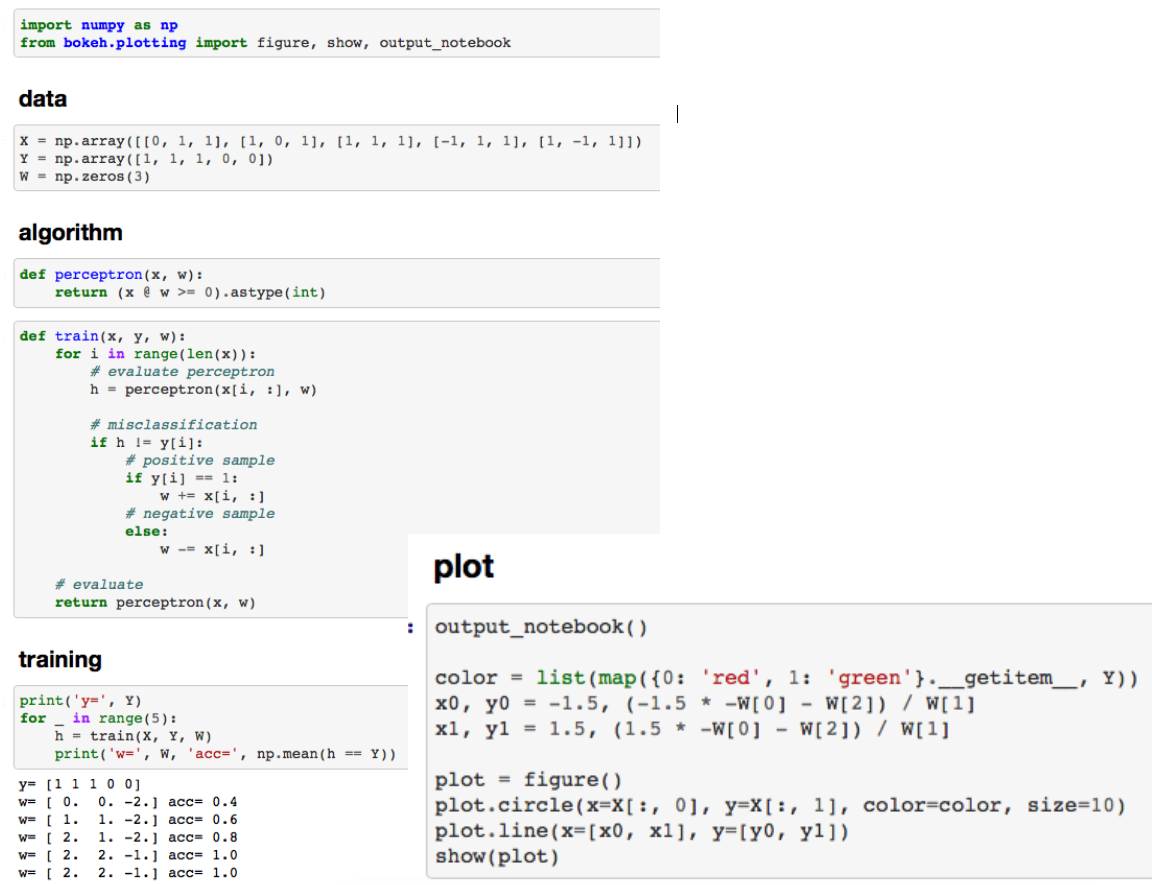 import numpy as np
from bokeh.plotting import figure, show, output_notebook
data
X = np.array([[0, 1, 1], [1, 0, 1], [1, 1, 1], [-1, 1, 1], [1, -1, 1]])
Y = np.array([1, 1, 1, 0, 0])
W = np.zeros(3)
algorithm
def perceptron(x, w):
    return (x @ w >= 0).astype(int)
def train(x, y, w):
    for i in range(len(x)):
        # evaluate perceptron
        h = perceptron(x[i, :], w)
        # misclassification
        if h != y[i]:
            # positive sample
            if y[i] == 1:
                w += x[i, :]
            # negative sample
            else:
                w -= x[i, :]
    # evaluate
    return perceptron(x, w)
training
print('y=', Y)
for _ in range(5):
    h = train(X, Y, W)
    print('w=', W, 'acc=', np.mean(h == Y))
y= [1 1 1 0 0]
w= [ 0.  0. -2.] acc= 0.4
w= [ 1.  1. -2.] acc= 0.6
w= [ 2.  1. -2.] acc= 0.8
w= [ 2.  2. -1.] acc= 1.0
w= [ 2.  2. -1.] acc= 1.0
plot
:
output_notebook()
color = list(map({0: 'red', 1: 'green'}.__getitem__, Y))
x0, y0 = -1.5, (-1.5 * -W[0] - W[2]) / W[1]
x1, y1 = 1.5, (1.5 * -W[0] - W[2]) / W[1]
plot = figure()
plot.circle(x=X[:, 0], y=X[:, 1], color=color, size=10)
plot.line(x=[x0, x1], y=[y0, y1])
show(plot)